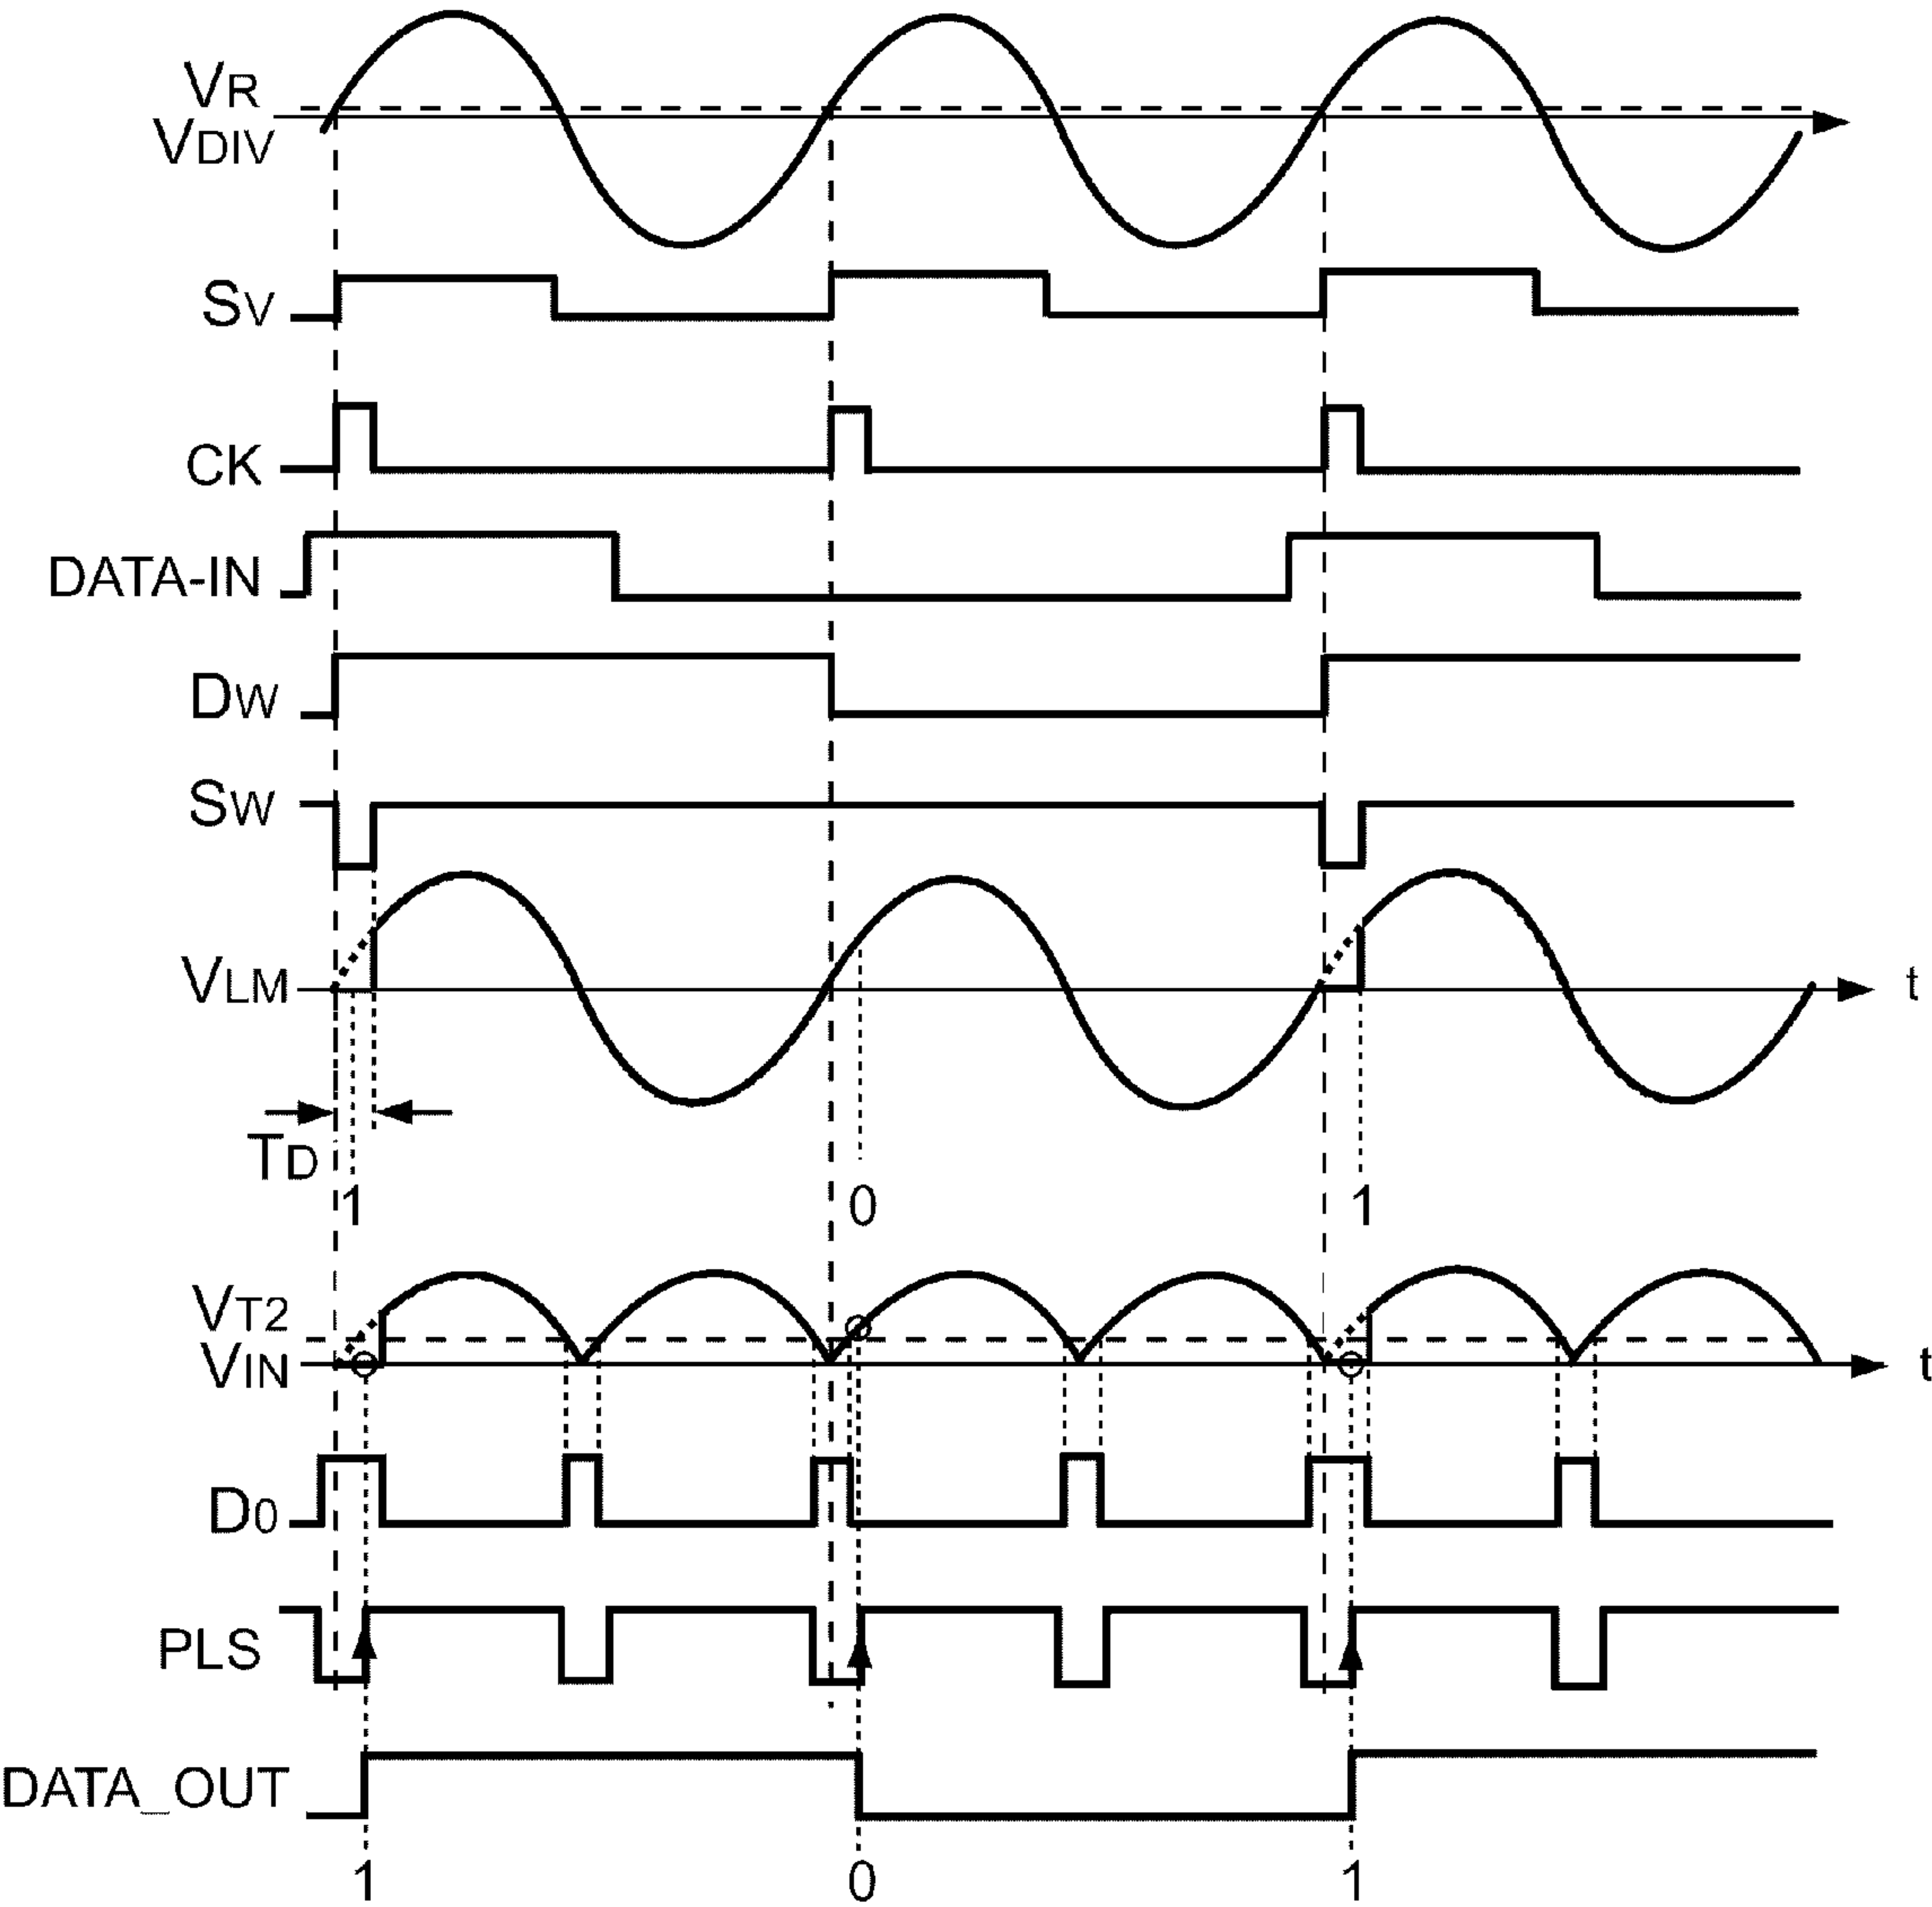 VR
VDIV
SV
CK
DATA-IN
DW
SW
VLM
t
TD
1 0 1
VT2
VIN
t
D0
PLS
DATA_OUT
1 0 1